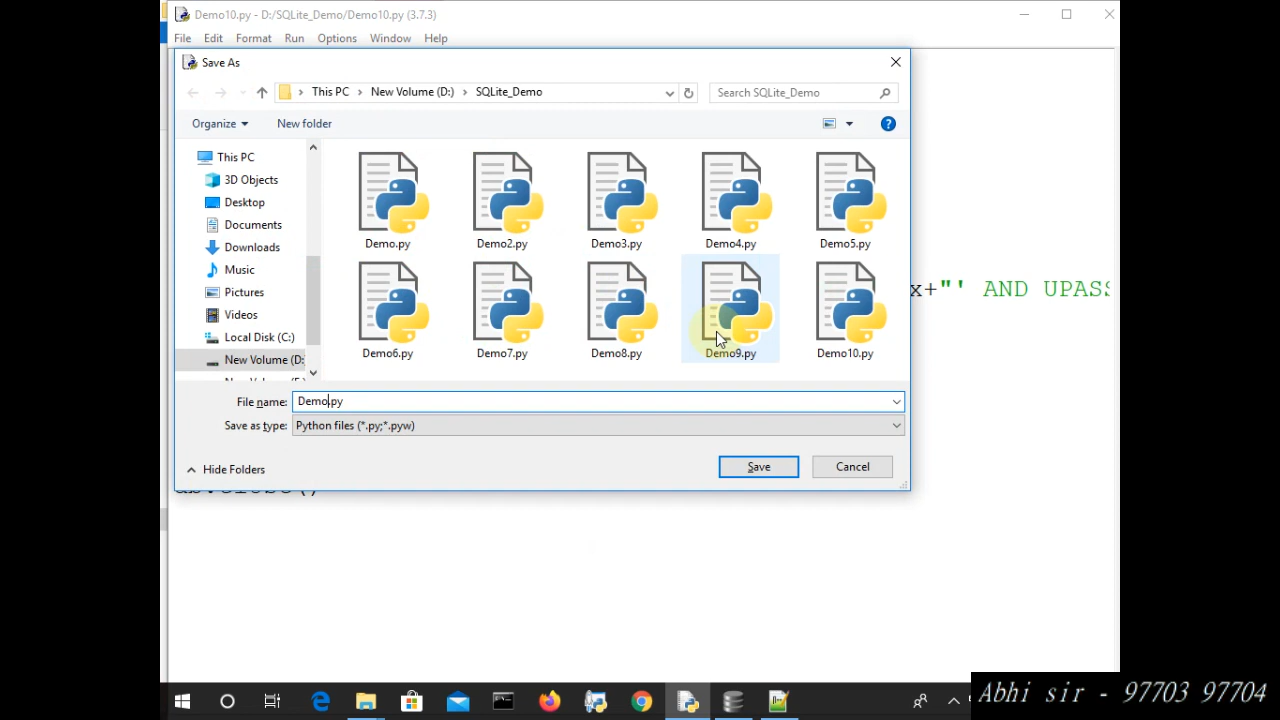 Demo10.py - D:/SQLite_Demo/Demo10.py (3.7.3)
File Edit Format Run Options Window Help
Save As
This PC > New Volume (D:) > SQLite_Demo
Search SQLite_Demo
Organize New folder
This PC
3D Objects
Desktop
Documents
Downloads
Music
Pictures
Videos
Local Disk (C:)
New Volume (D:
Demo.py Demo2.py Demo3.py Demo4.py Demo5.py
Demo6.py Demo7.py Demo8.py Demo9.py Demo10.py
x+"' AND UPASS
File name: Demo.py
Save as type: Python files (*.py;*.pyw)
Hide Folders
Save Cancel
Abhi sir - 97703 97704